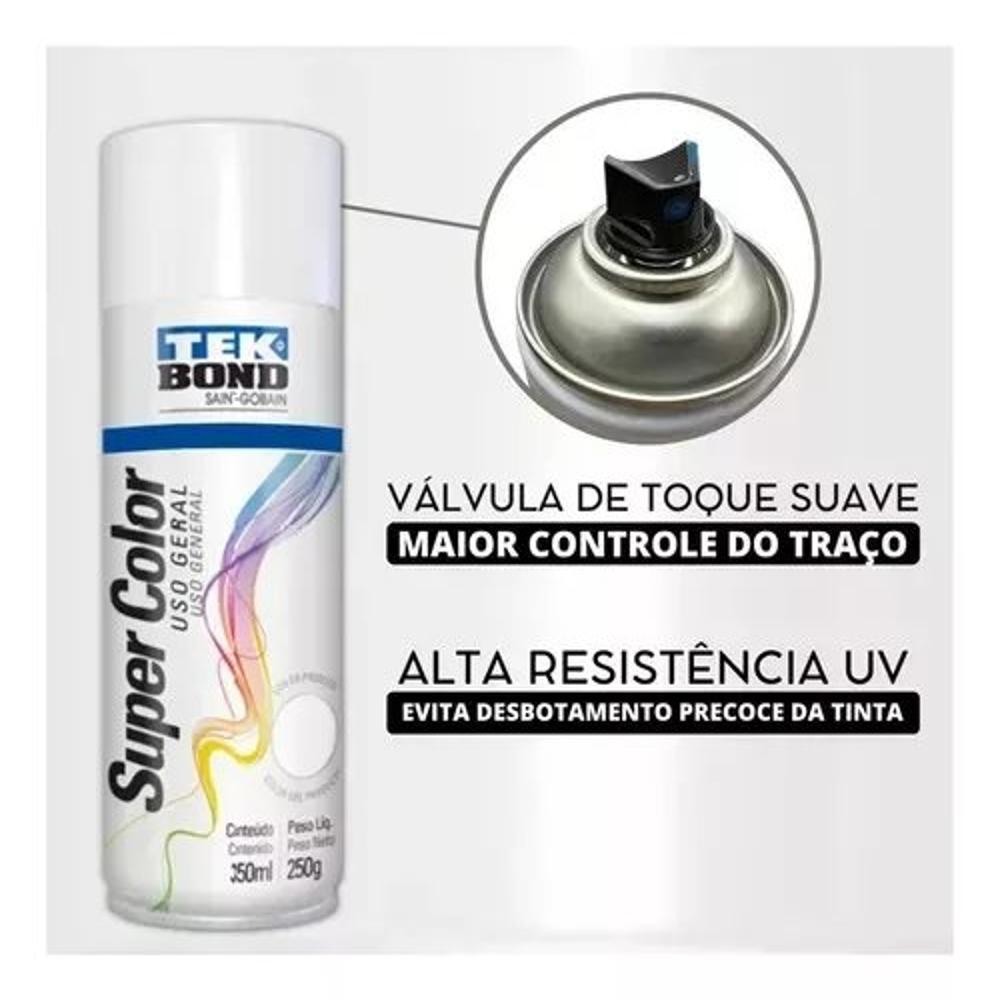 TEK
BOND
SAINT-GOBAIN
Super Color
USO GERAL
USO GENERAL
Conteúdo
Contenido
350ml
Peso Líq.
Peso Neto
250g
VÁLVULA DE TOQUE SUAVE
MAIOR CONTROLE DO TRAÇO
ALTA RESISTÊNCIA UV
EVITA DESBOTAMENTO PRECOCE DA TINTA